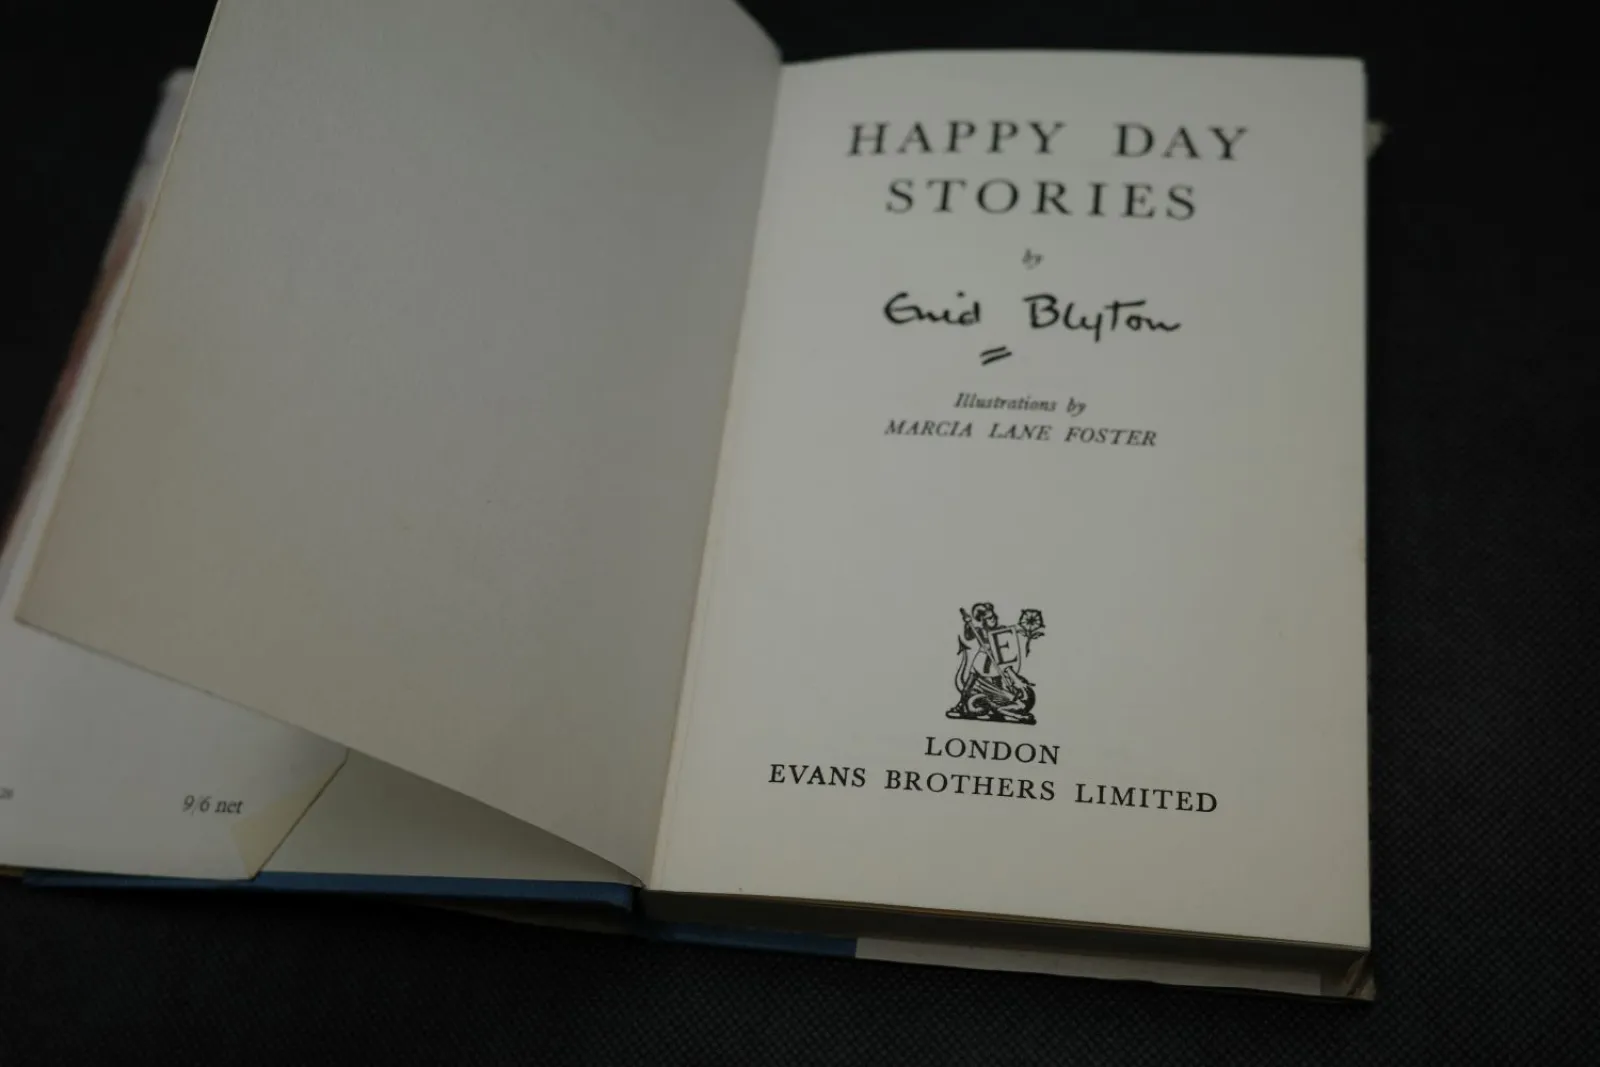 HAPPY DAY
STORIES
by
Enid Blyton
Illustrations by
MARCIA LANE FOSTER
E
LONDON
EVANS BROTHERS LIMITED
9/6 net